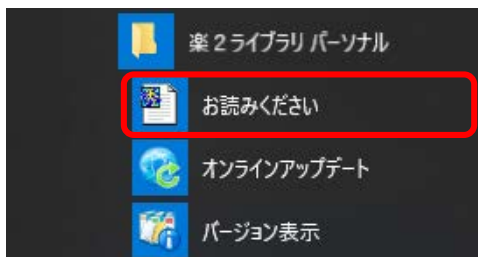 楽２ライブラリ パーソナル
お読みください
オンラインアップデート
バージョン表示